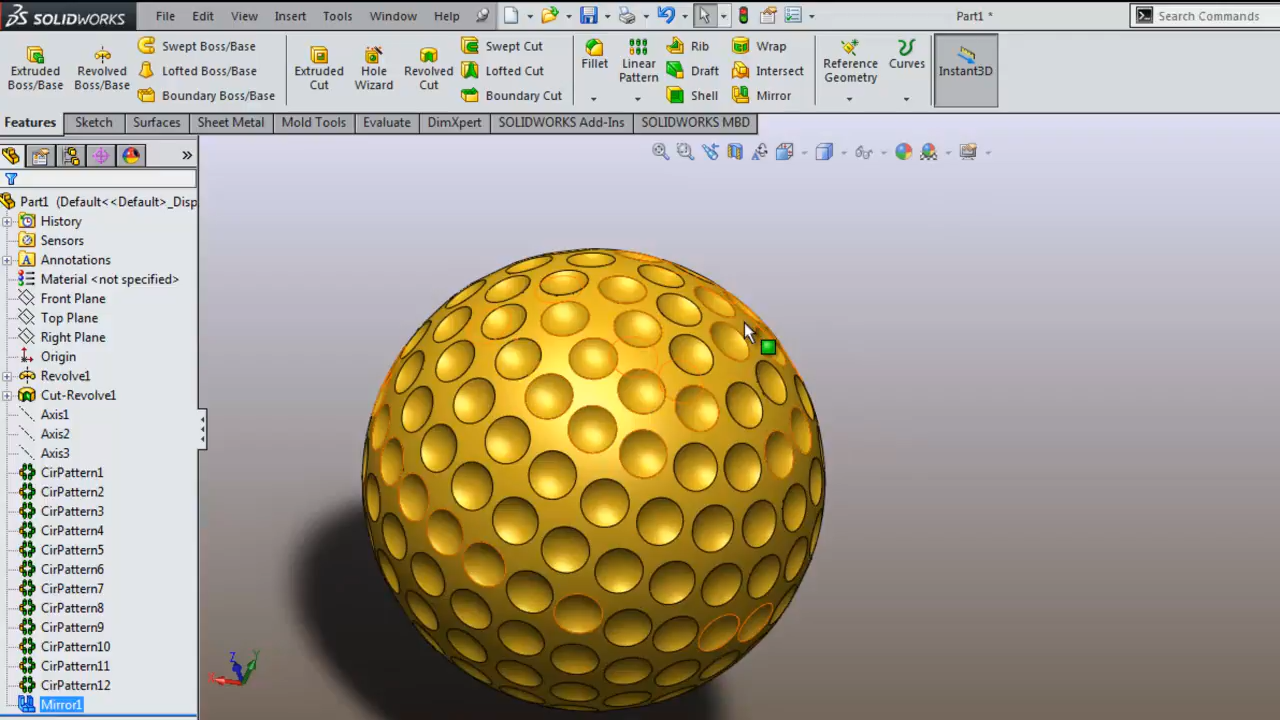 SOLIDWORKS File Edit View Insert Tools Window Help Part1 * Search Commands
Extruded Boss/Base Revolved Boss/Base Swept Boss/Base Lofted Boss/Base Boundary Boss/Base Extruded Cut Hole Wizard Revolved Cut Swept Cut Lofted Cut Boundary Cut Fillet Linear Pattern Rib Draft Shell Wrap Intersect Mirror Reference Geometry Curves Instant3D
Features Sketch Surfaces Sheet Metal Mold Tools Evaluate DimXpert SOLIDWORKS Add-Ins SOLIDWORKS MBD
Part1 (Default<<Default>_Disp
History
Sensors
Annotations
Material <not specified>
Front Plane
Top Plane
Right Plane
Origin
Revolve1
Cut-Revolve1
Axis1
Axis2
Axis3
CirPattern1
CirPattern2
CirPattern3
CirPattern4
CirPattern5
CirPattern6
CirPattern7
CirPattern8
CirPattern9
CirPattern10
CirPattern11
CirPattern12
Mirror1
Z Y